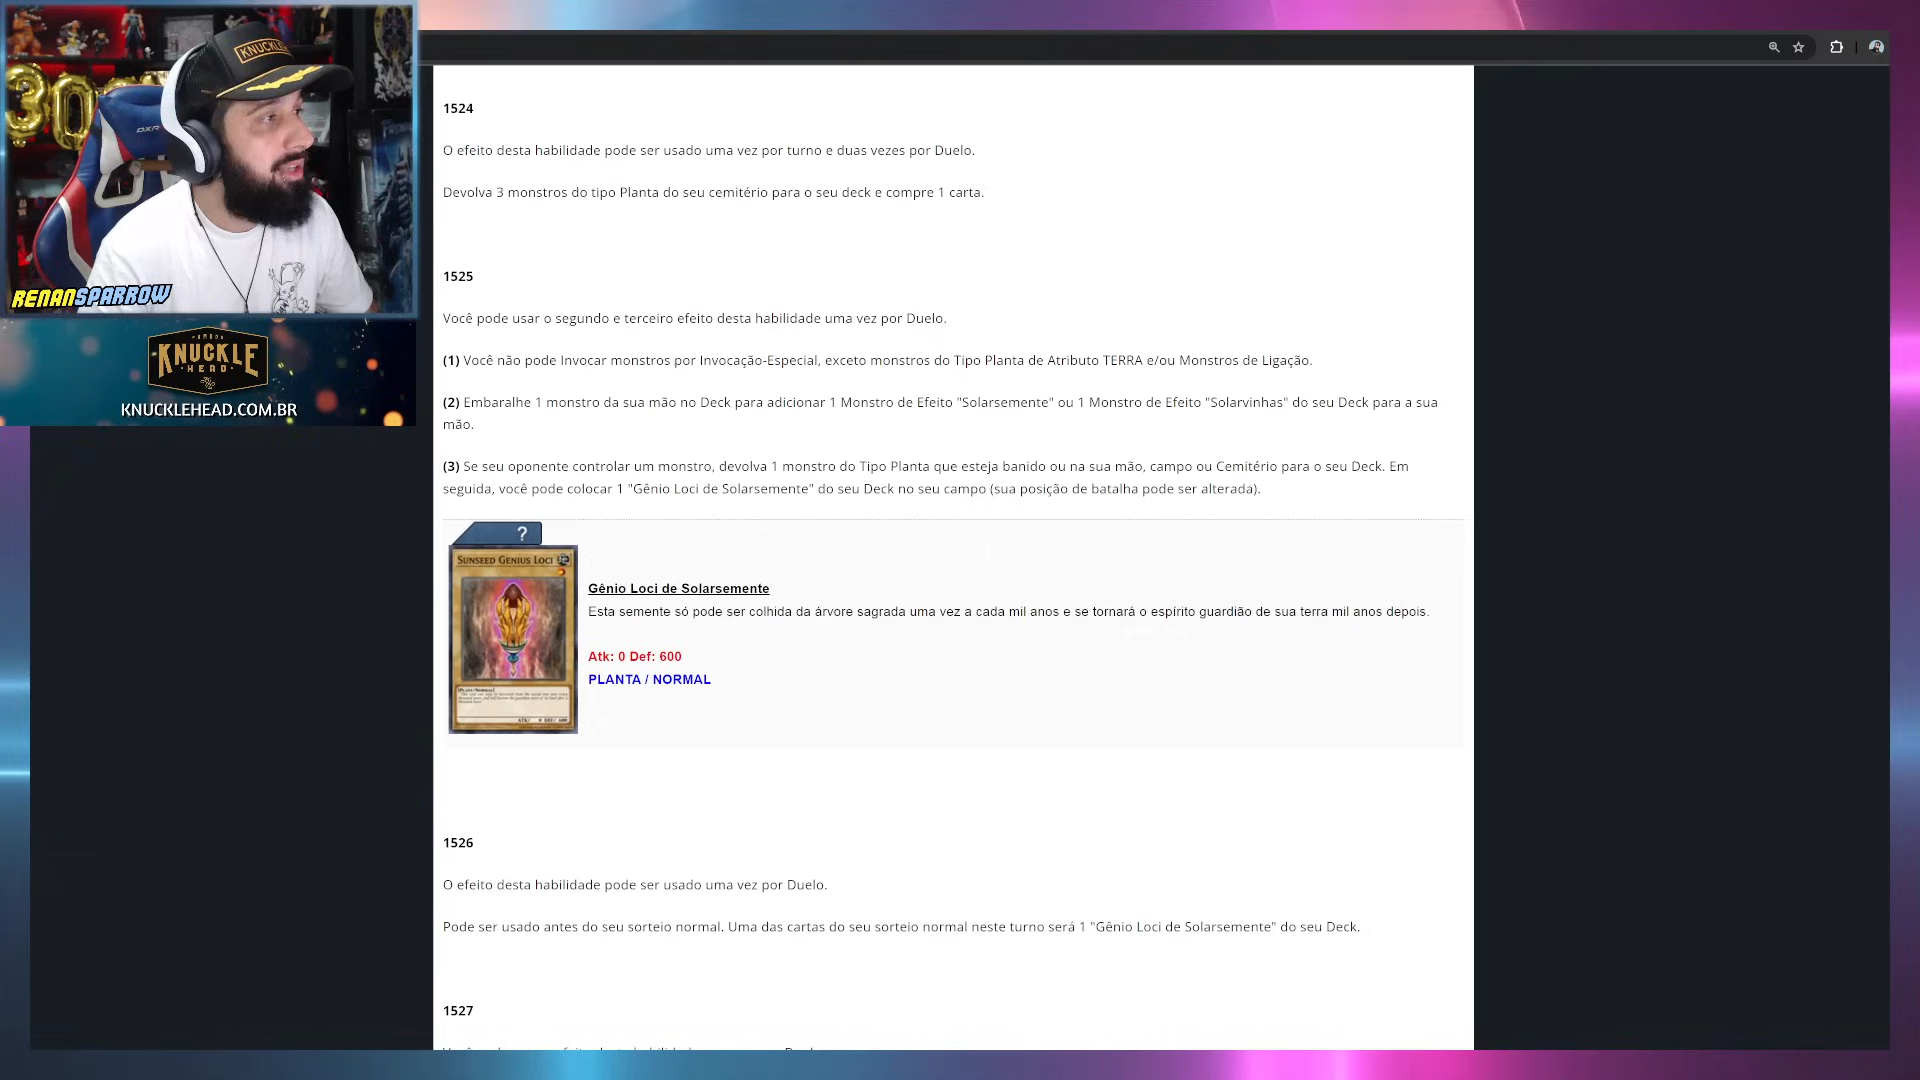 KNUCKLEH
30
DXR
RENANSPARROW
KNUCKLE
HEAD
KNUCKLEHEAD.COM.BR
1524
O efeito desta habilidade pode ser usado uma vez por turno e duas vezes por Duelo.
Devolva 3 monstros do tipo Planta do seu cemitério para o seu deck e compre 1 carta.
1525
Você pode usar o segundo e terceiro efeito desta habilidade uma vez por Duelo.
(1) Você não pode Invocar monstros por Invocação-Especial, exceto monstros do Tipo Planta de Atributo TERRA e/ou Monstros de Ligação.
(2) Embaralhe 1 monstro da sua mão no Deck para adicionar 1 Monstro de Efeito "Solarsemente" ou 1 Monstro de Efeito "Solarvinhas" do seu Deck para a sua
mão.
(3) Se seu oponente controlar um monstro, devolva 1 monstro do Tipo Planta que esteja banido ou na sua mão, campo ou Cemitério para o seu Deck. Em
seguida, você pode colocar 1 "Gênio Loci de Solarsemente" do seu Deck no seu campo (sua posição de batalha pode ser alterada).
?
SUNSEED GENIUS LOCI
[PLANT/NORMAL]
ATK/ 0 DEF/ 600
Gênio Loci de Solarsemente
Esta semente só pode ser colhida da árvore sagrada uma vez a cada mil anos e se tornará o espírito guardião de sua terra mil anos depois.
Atk: 0 Def: 600
PLANTA / NORMAL
1526
O efeito desta habilidade pode ser usado uma vez por Duelo.
Pode ser usado antes do seu sorteio normal. Uma das cartas do seu sorteio normal neste turno será 1 "Gênio Loci de Solarsemente" do seu Deck.
1527